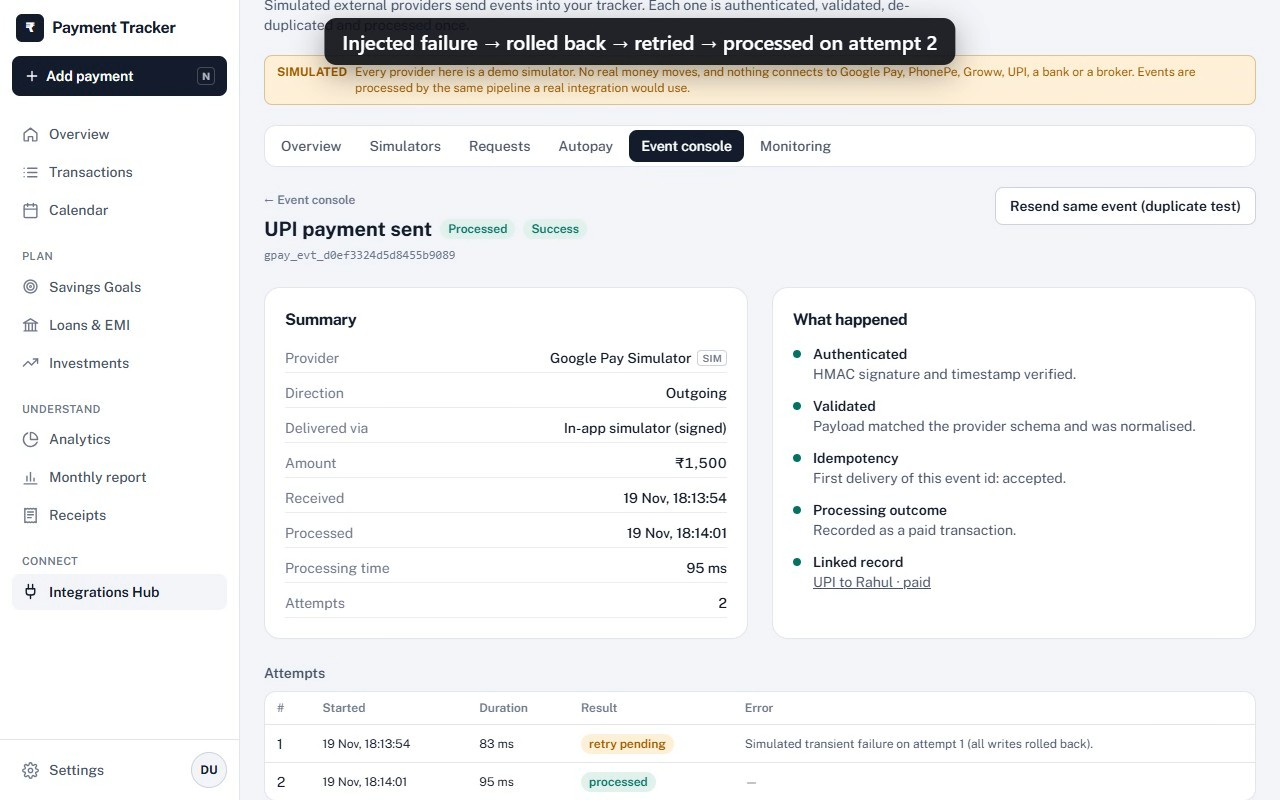 ₹ Payment Tracker
+ Add payment N
Overview
Transactions
Calendar
PLAN
Savings Goals
Loans & EMI
Investments
UNDERSTAND
Analytics
Monthly report
Receipts
CONNECT
Integrations Hub
Settings DU
Simulated external providers send events into your tracker. Each one is authenticated, validated, de-
duplicated and processed once.
Injected failure → rolled back → retried → processed on attempt 2
SIMULATED Every provider here is a demo simulator. No real money moves, and nothing connects to Google Pay, PhonePe, Groww, UPI, a bank or a broker. Events are
processed by the same pipeline a real integration would use.
Overview Simulators Requests Autopay Event console Monitoring
← Event console
Resend same event (duplicate test)
UPI payment sent Processed Success
gpay_evt_d0ef3324d5d8455b9089
Summary
Provider Google Pay Simulator SIM
Direction Outgoing
Delivered via In-app simulator (signed)
Amount ₹1,500
Received 19 Nov, 18:13:54
Processed 19 Nov, 18:14:01
Processing time 95 ms
Attempts 2
What happened
Authenticated
HMAC signature and timestamp verified.
Validated
Payload matched the provider schema and was normalised.
Idempotency
First delivery of this event id: accepted.
Processing outcome
Recorded as a paid transaction.
Linked record
UPI to Rahul · paid
Attempts
# Started Duration Result Error
1 19 Nov, 18:13:54 83 ms retry pending Simulated transient failure on attempt 1 (all writes rolled back).
2 19 Nov, 18:14:01 95 ms processed —